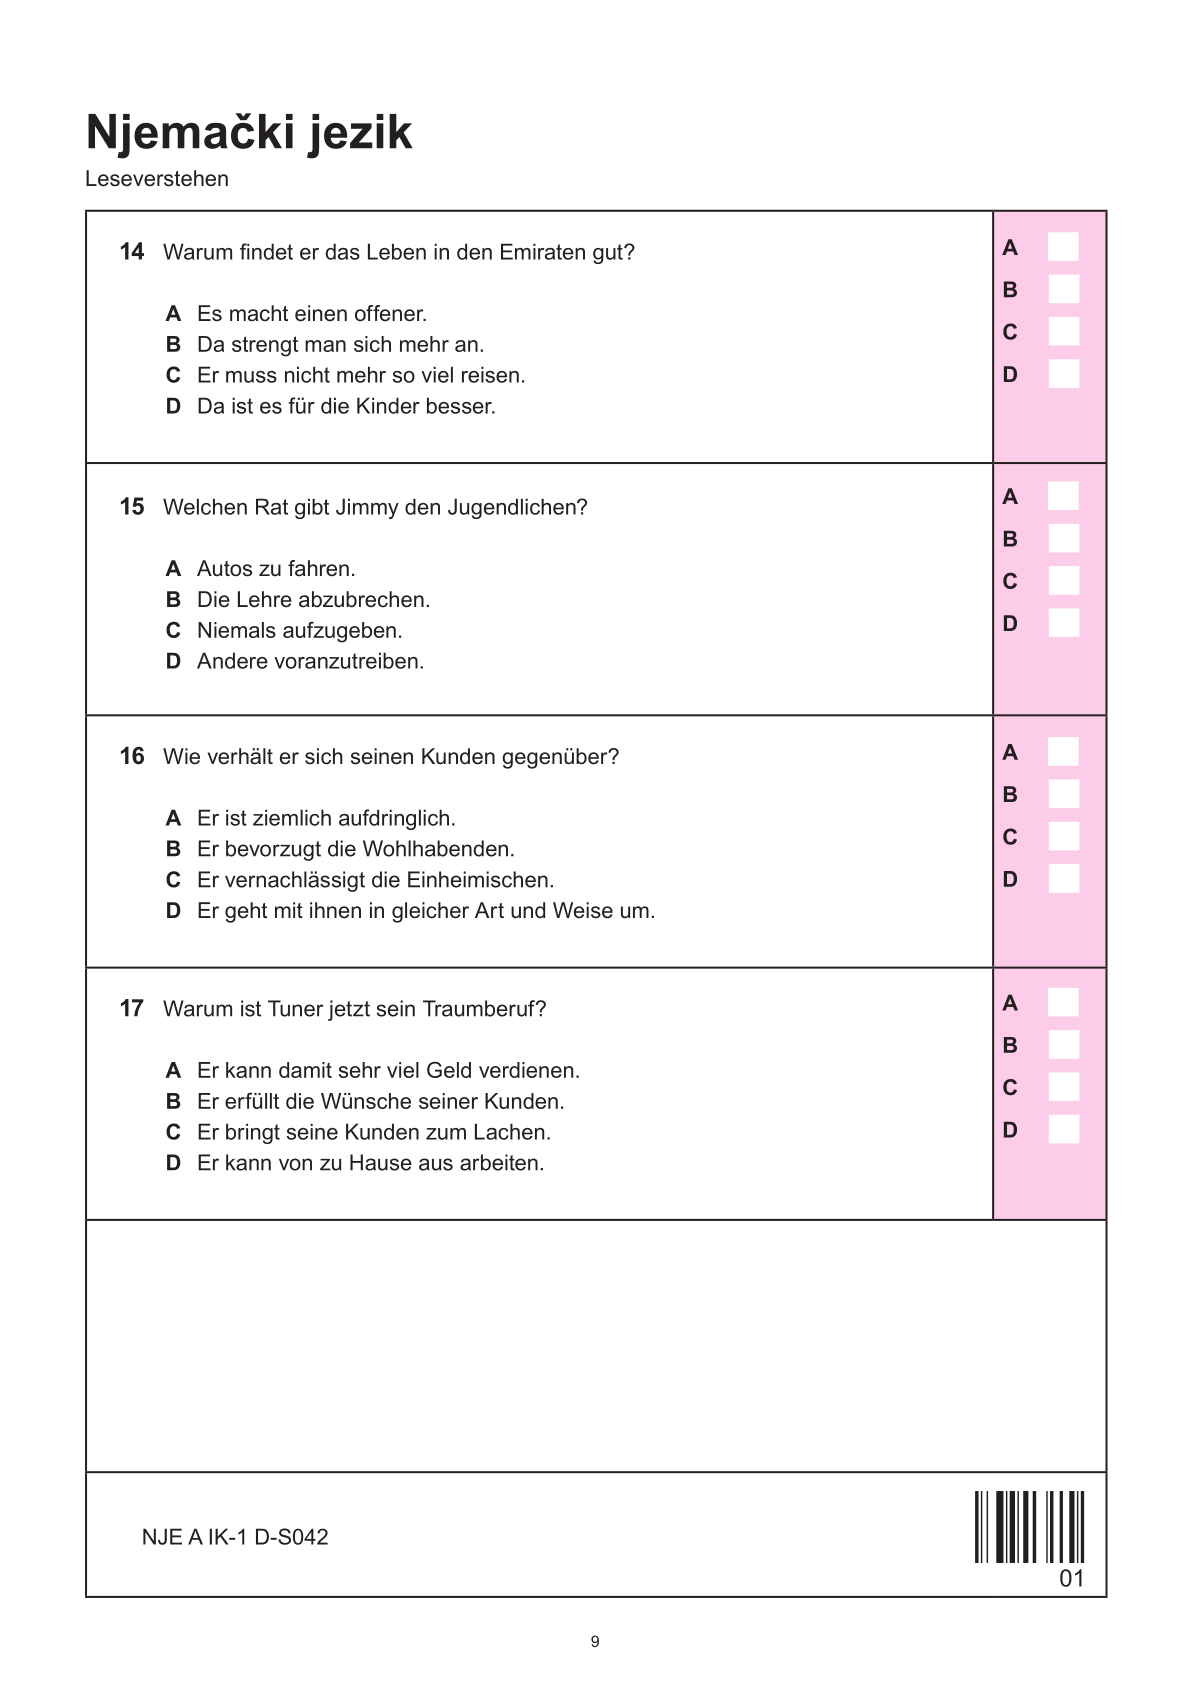 Njemački jezik
Leseverstehen
14 Warum findet er das Leben in den Emiraten gut?
A Es macht einen offener.
B Da strengt man sich mehr an.
C Er muss nicht mehr so viel reisen.
D Da ist es für die Kinder besser.
A
B
C
D
15 Welchen Rat gibt Jimmy den Jugendlichen?
A Autos zu fahren.
B Die Lehre abzubrechen.
C Niemals aufzugeben.
D Andere voranzutreiben.
A
B
C
D
16 Wie verhält er sich seinen Kunden gegenüber?
A Er ist ziemlich aufdringlich.
B Er bevorzugt die Wohlhabenden.
C Er vernachlässigt die Einheimischen.
D Er geht mit ihnen in gleicher Art und Weise um.
A
B
C
D
17 Warum ist Tuner jetzt sein Traumberuf?
A Er kann damit sehr viel Geld verdienen.
B Er erfüllt die Wünsche seiner Kunden.
C Er bringt seine Kunden zum Lachen.
D Er kann von zu Hause aus arbeiten.
A
B
C
D
NJE A IK-1 D-S042
01
9